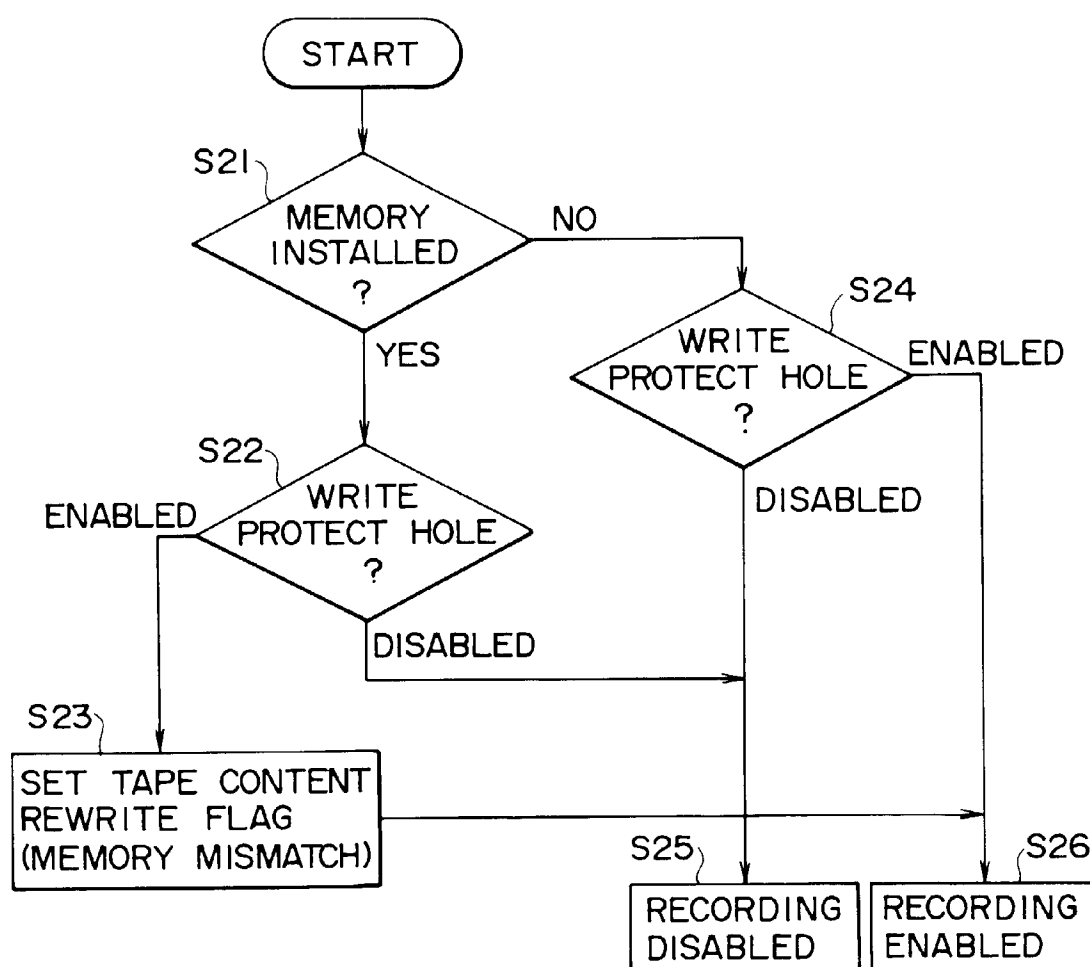 START
S21
MEMORY
INSTALLED
?
NO
YES
S24
WRITE
PROTECT HOLE
?
ENABLED
DISABLED
S22
WRITE
PROTECT HOLE
?
ENABLED
DISABLED
S23
SET TAPE CONTENT
REWRITE FLAG
(MEMORY MISMATCH)
S25
RECORDING
DISABLED
S26
RECORDING
ENABLED